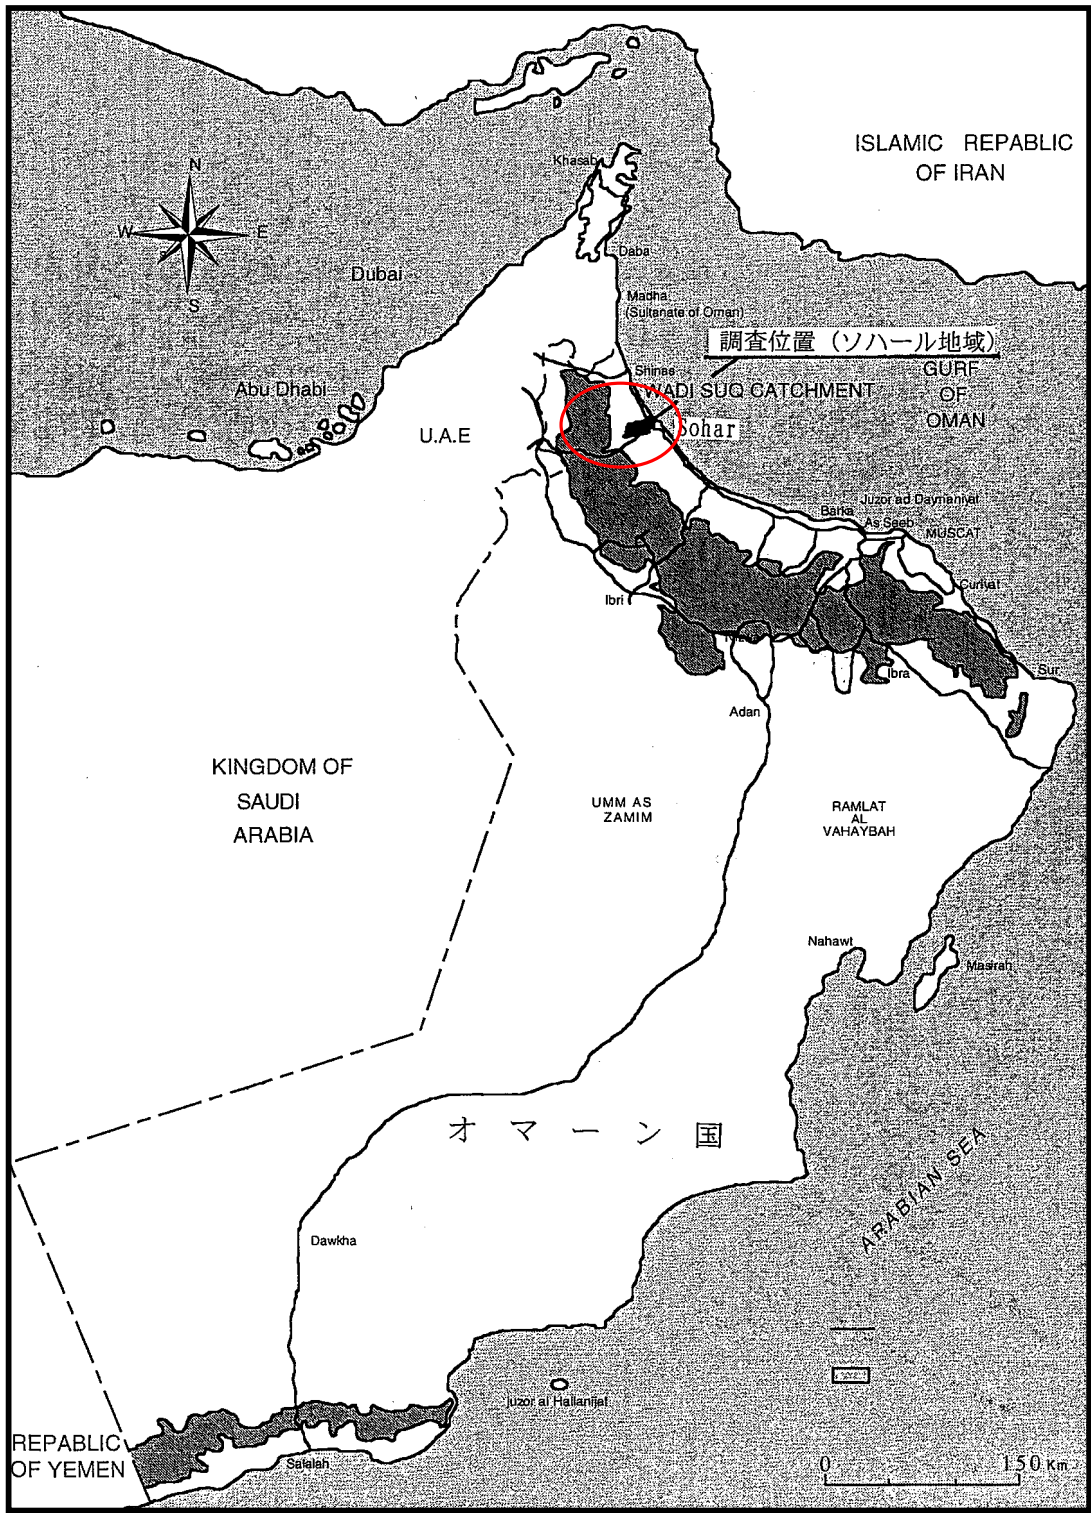 ISLAMIC REPABLIC
OF IRAN
Khasab
N
W
E
S
Daba
Dubai
Madha
(Sultanate of Oman)
調査位置（ソハール地域）
Shinas
GURF
OF
OMAN
WADI SUQ CATCHMENT
Abu Dhabi
U.A.E
Sohar
Juzor ad Daynaniyat
Barka
As Seeb
MUSCAT
Curiyat
Ibri
Ibra
Sur
Adan
KINGDOM OF
SAUDI
ARABIA
UMM AS
ZAMIM
RAMLAT
AL
VAHAYBAH
Nahawt
Masirah
オマーン国
ARABIAN SEA
Dawkha
juzor al Hallanijat
REPABLIC
OF YEMEN
Salalah
0 150 Km